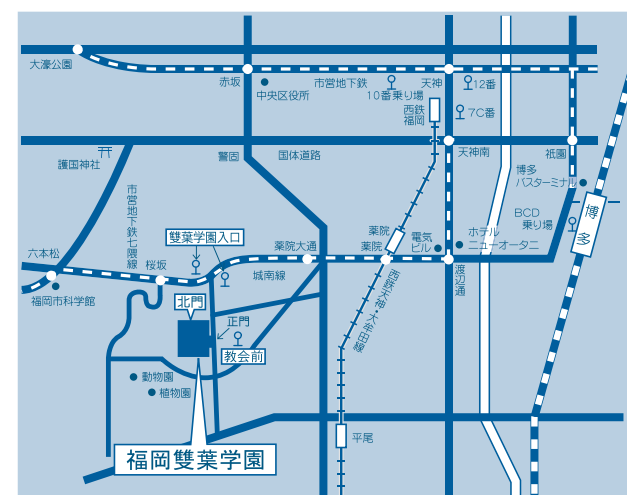 大濠公園
赤坂
中央区役所
市営地下鉄
10番乗り場
天神
12番
西鉄
福岡
7C番
護国神社
警固
国体道路
天神南
祇園
博多
バスターミナル
市営地下鉄七隈線
雙葉学園入口
薬院大通
薬院
薬院
電気
ビル
ホテル
ニューオータニ
BCD
乗り場
博多
六本松
桜坂
城南線
渡辺通
福岡市科学館
北門
正門
教会前
西鉄天神・大牟田線
動物園
植物園
平尾
福岡雙葉学園